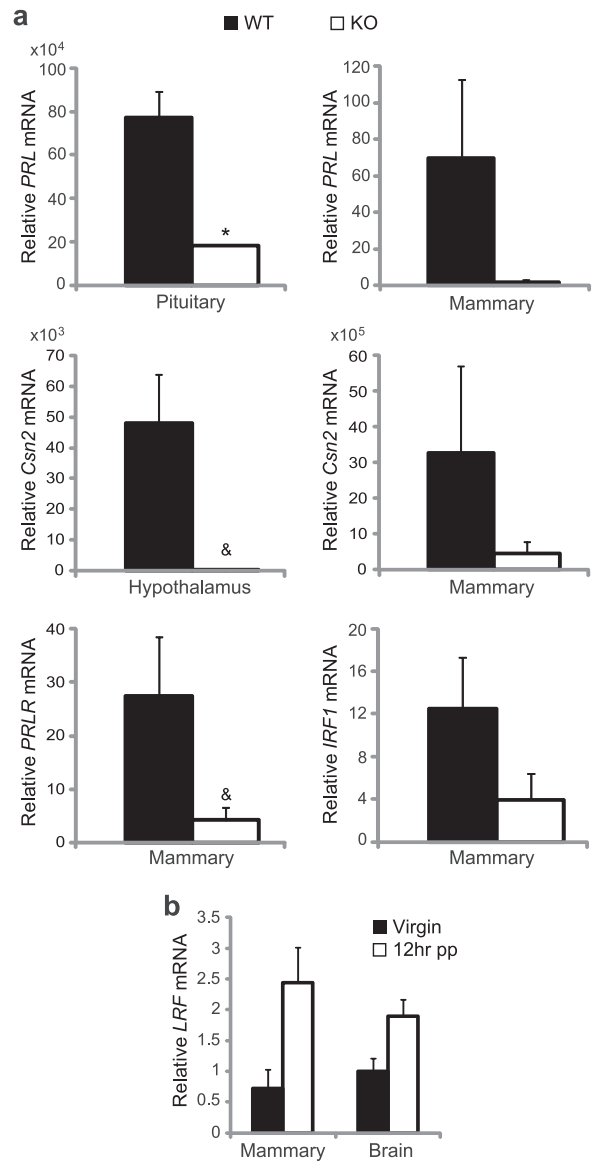 a
WT KO
x10⁴
Relative PRL mRNA
100
80
60
40
20
0
*
Pituitary
Relative PRL mRNA
120
100
80
60
40
20
0
Mammary
x10³
Relative Csn2 mRNA
70
60
50
40
30
20
10
0
&
Hypothalamus
x10⁵
Relative Csn2 mRNA
60
50
40
30
20
10
0
Mammary
Relative PRLR mRNA
40
30
20
10
0
&
Mammary
Relative IRF1 mRNA
20
16
12
8
4
0
Mammary
b
Virgin
12hr pp
Relative LRF mRNA
3.5
3
2.5
2
1.5
1
0.5
0
Mammary Brain